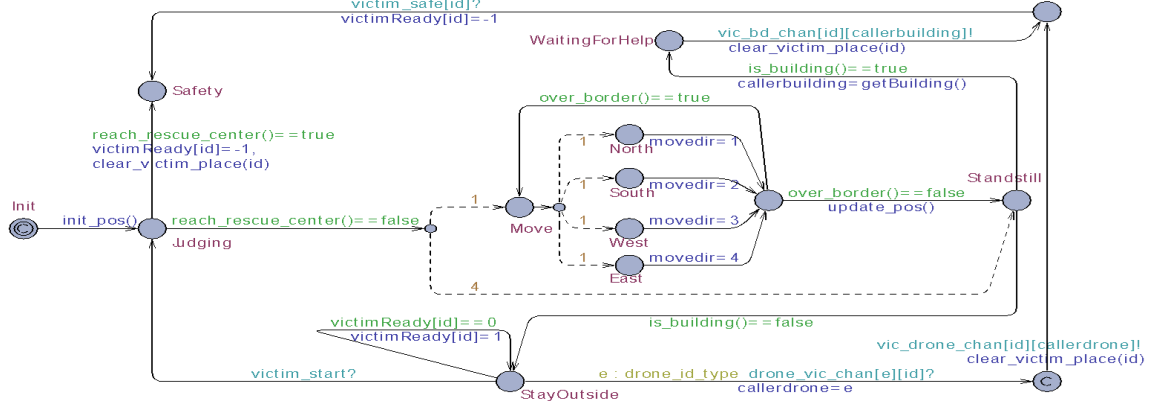 victim_safe[id]?
victimReady[id]=-1
vic_bd_chan[id][callerbuilding]!
WaitingForHelp
clear_victim_place(id)
is_building()==true
callerbuilding=getBuilding()
Safety
over_border()==true
reach_rescue_center()==true
victimReady[id]=-1,
clear_victim_place(id)
1
movedir=1
North
1
movedir=2
South
Standstill
over_border()==false
update_pos()
Init
C
init_pos()
Judging
reach_rescue_center()==false
1
Move
1
movedir=3
West
1
movedir=4
East
4
victimReady[id]==0
victimReady[id]=1
is_building()==false
vic_drone_chan[id][callerdrone]!
clear_victim_place(id)
victim_start?
StayOutside
e : drone_id_type drone_vic_chan[e][id]?
callerdrone=e
C